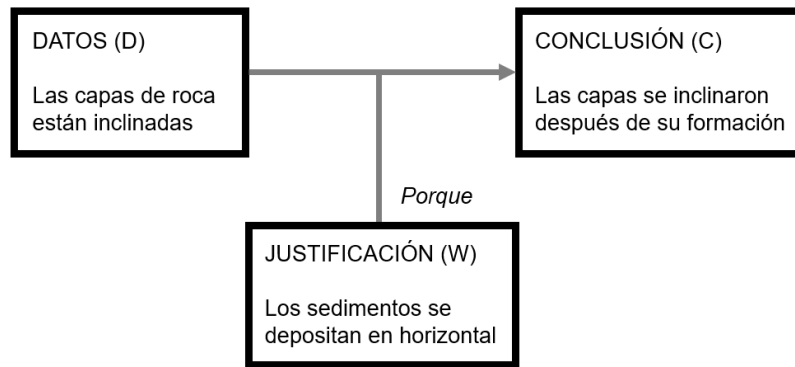 DATOS (D)
Las capas de roca
están inclinadas
CONCLUSIÓN (C)
Las capas se inclinaron
después de su formación
Porque
JUSTIFICACIÓN (W)
Los sedimentos se
depositan en horizontal